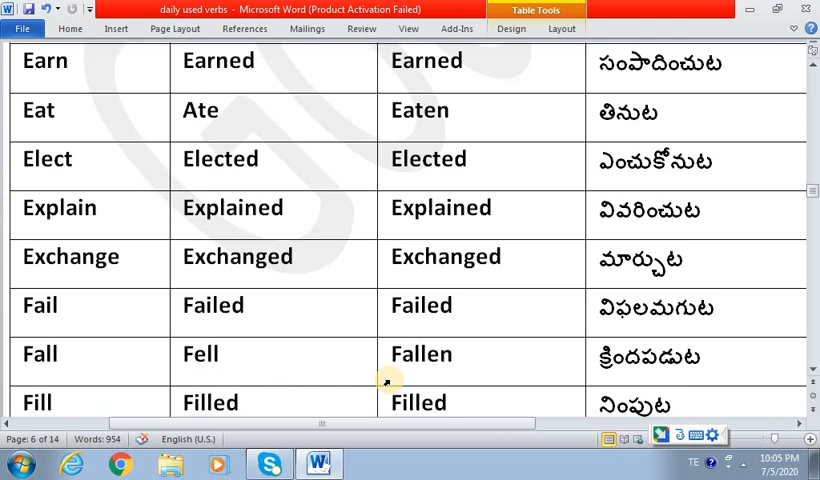 daily used verbs - Microsoft Word (Product Activation Failed)
Table Tools
File Home Insert Page Layout References Mailings Review View Add-Ins Design Layout
Earn Earned Earned సంపాదించుట
Eat Ate Eaten తినుట
Elect Elected Elected ఎంచుకోనుట
Explain Explained Explained వివరించుట
Exchange Exchanged Exchanged మార్చుట
Fail Failed Failed విఫలమగుట
Fall Fell Fallen క్రిందపడుట
Fill Filled Filled నింపుట
Page: 6 of 14 Words: 954 English (U.S.)
TE 10:05 PM
7/5/2020